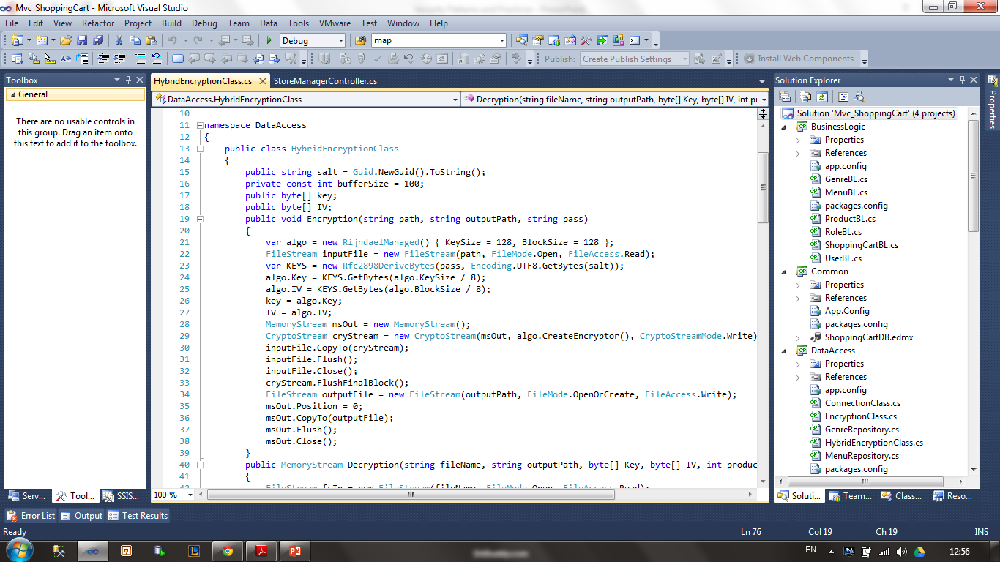 Mvc_ShoppingCart - Microsoft Visual Studio
File Edit View Refactor Project Build Debug Team Data Tools VMware Test Window Help
Debug map
Publish: Create Publish Settings Install Web Components
Toolbox
General
There are no usable controls in
this group. Drag an item onto
this text to add it to the toolbox.
HybridEncryptionClass.cs StoreManagerController.cs
DataAccess.HybridEncryptionClass Decryption(string fileName, string outputPath, byte[] Key, byte[] IV, int pr
10
11 namespace DataAccess
12 {
13 public class HybridEncryptionClass
14 {
15 public string salt = Guid.NewGuid().ToString();
16 private const int bufferSize = 100;
17 public byte[] key;
18 public byte[] IV;
19 public void Encryption(string path, string outputPath, string pass)
20 {
21 var algo = new RijndaelManaged() { KeySize = 128, BlockSize = 128 };
22 FileStream inputFile = new FileStream(path, FileMode.Open, FileAccess.Read);
23 var KEYS = new Rfc2898DeriveBytes(pass, Encoding.UTF8.GetBytes(salt));
24 algo.Key = KEYS.GetBytes(algo.KeySize / 8);
25 algo.IV = KEYS.GetBytes(algo.BlockSize / 8);
26 key = algo.Key;
27 IV = algo.IV;
28 MemoryStream msOut = new MemoryStream();
29 CryptoStream cryStream = new CryptoStream(msOut, algo.CreateEncryptor(), CryptoStreamMode.Write)
30 inputFile.CopyTo(cryStream);
31 inputFile.Flush();
32 inputFile.Close();
33 cryStream.FlushFinalBlock();
34 FileStream outputFile = new FileStream(outputPath, FileMode.OpenOrCreate, FileAccess.Write);
35 msOut.Position = 0;
36 msOut.CopyTo(outputFile);
37 msOut.Flush();
38 msOut.Close();
39 }
40 public MemoryStream Decryption(string fileName, string outputPath, byte[] Key, byte[] IV, int produc
41 {
42 FileStream fsIn = new FileStream(fileName, FileMode.Open, FileAccess.Read);
100 %
Solution Explorer
Solution 'Mvc_ShoppingCart' (4 projects)
BusinessLogic
Properties
References
app.config
GenreBL.cs
MenuBL.cs
packages.config
ProductBL.cs
RoleBL.cs
ShoppingCartBL.cs
UserBL.cs
Common
Properties
References
App.Config
packages.config
ShoppingCartDB.edmx
DataAccess
Properties
References
app.config
ConnectionClass.cs
EncryptionClass.cs
GenreRepository.cs
HybridEncryptionClass.cs
MenuRepository.cs
packages.config
Properties
Serv... Tool... SSIS... Soluti... Team... Class... Reso...
Error List Output Test Results
Ready Ln 76 Col 19 Ch 19 INS
EN 12:56